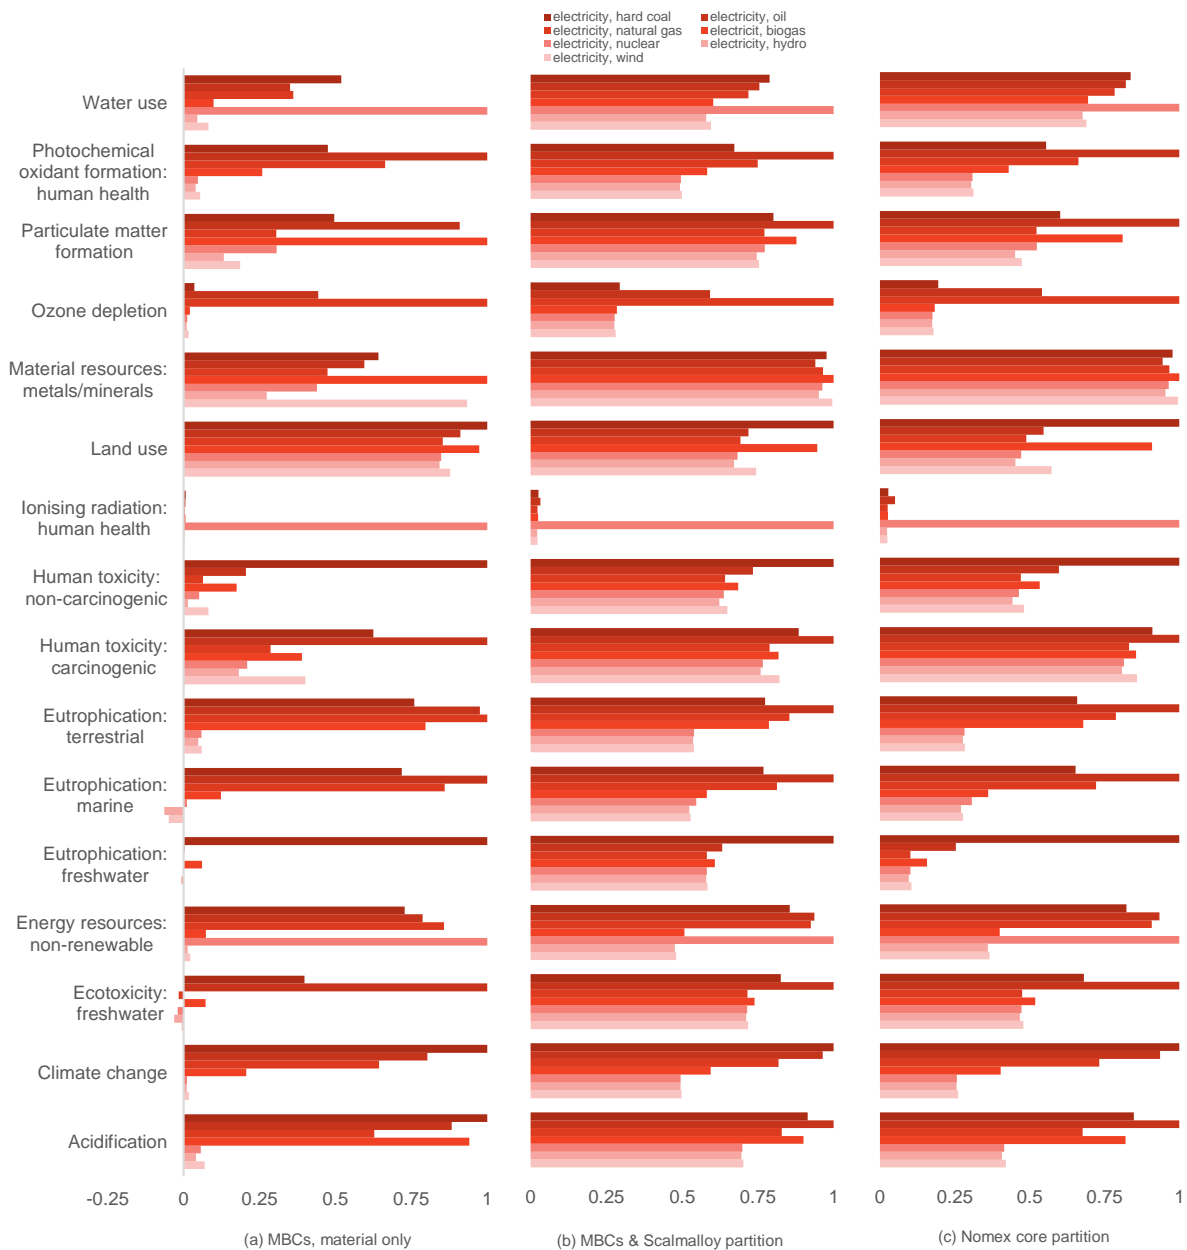 electricity, hard coal
electricity, oil
electricity, natural gas
electricit, biogas
electricity, nuclear
electricity, hydro
electricity, wind
Water use
Photochemical
oxidant formation:
human health
Particulate matter
formation
Ozone depletion
Material resources:
metals/minerals
Land use
Ionising radiation:
human health
Human toxicity:
non-carcinogenic
Human toxicity:
carcinogenic
Eutrophication:
terrestrial
Eutrophication:
marine
Eutrophication:
freshwater
Energy resources:
non-renewable
Ecotoxicity:
freshwater
Climate change
Acidification
-0.25 0 0.25 0.5 0.75 1
0 0.25 0.5 0.75 1
0 0.25 0.5 0.75 1
(a) MBCs, material only
(b) MBCs & Scalmalloy partition
(c) Nomex core partition